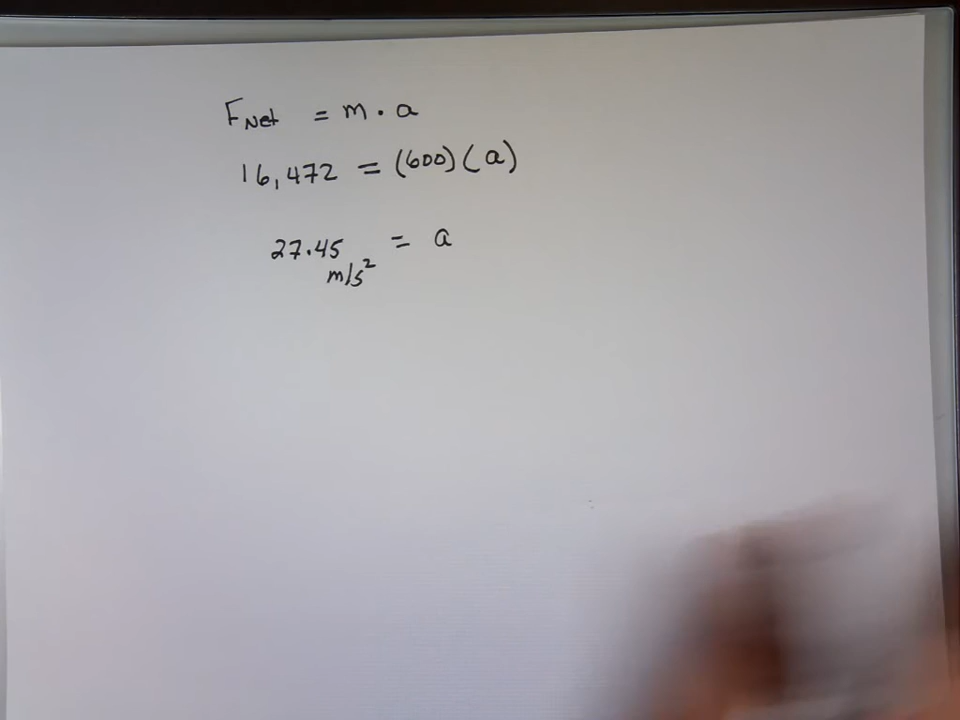 FNet = m · a
16,472 = (600)(a)
27.45 = a
m/s²